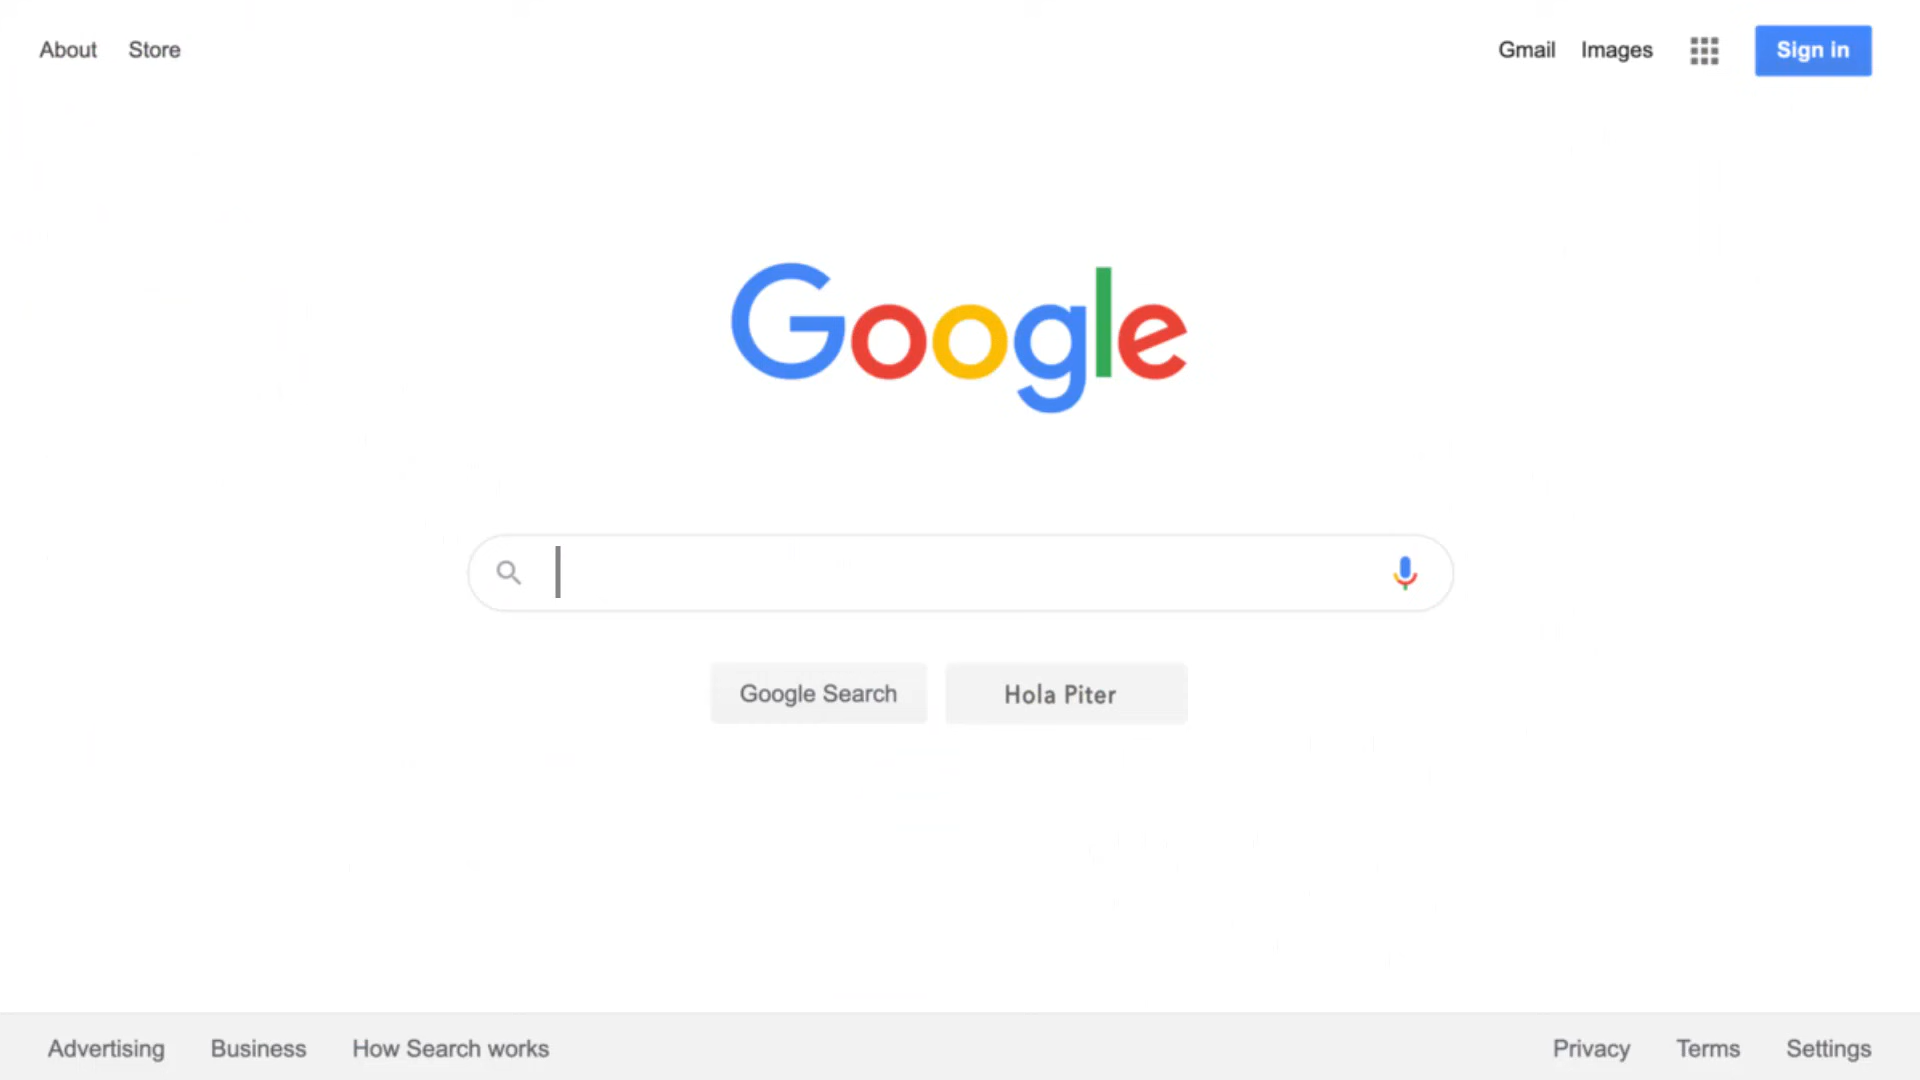 About Store Gmail Images Sign in
Google
Google Search Hola Piter
Advertising Business How Search works Privacy Terms Settings